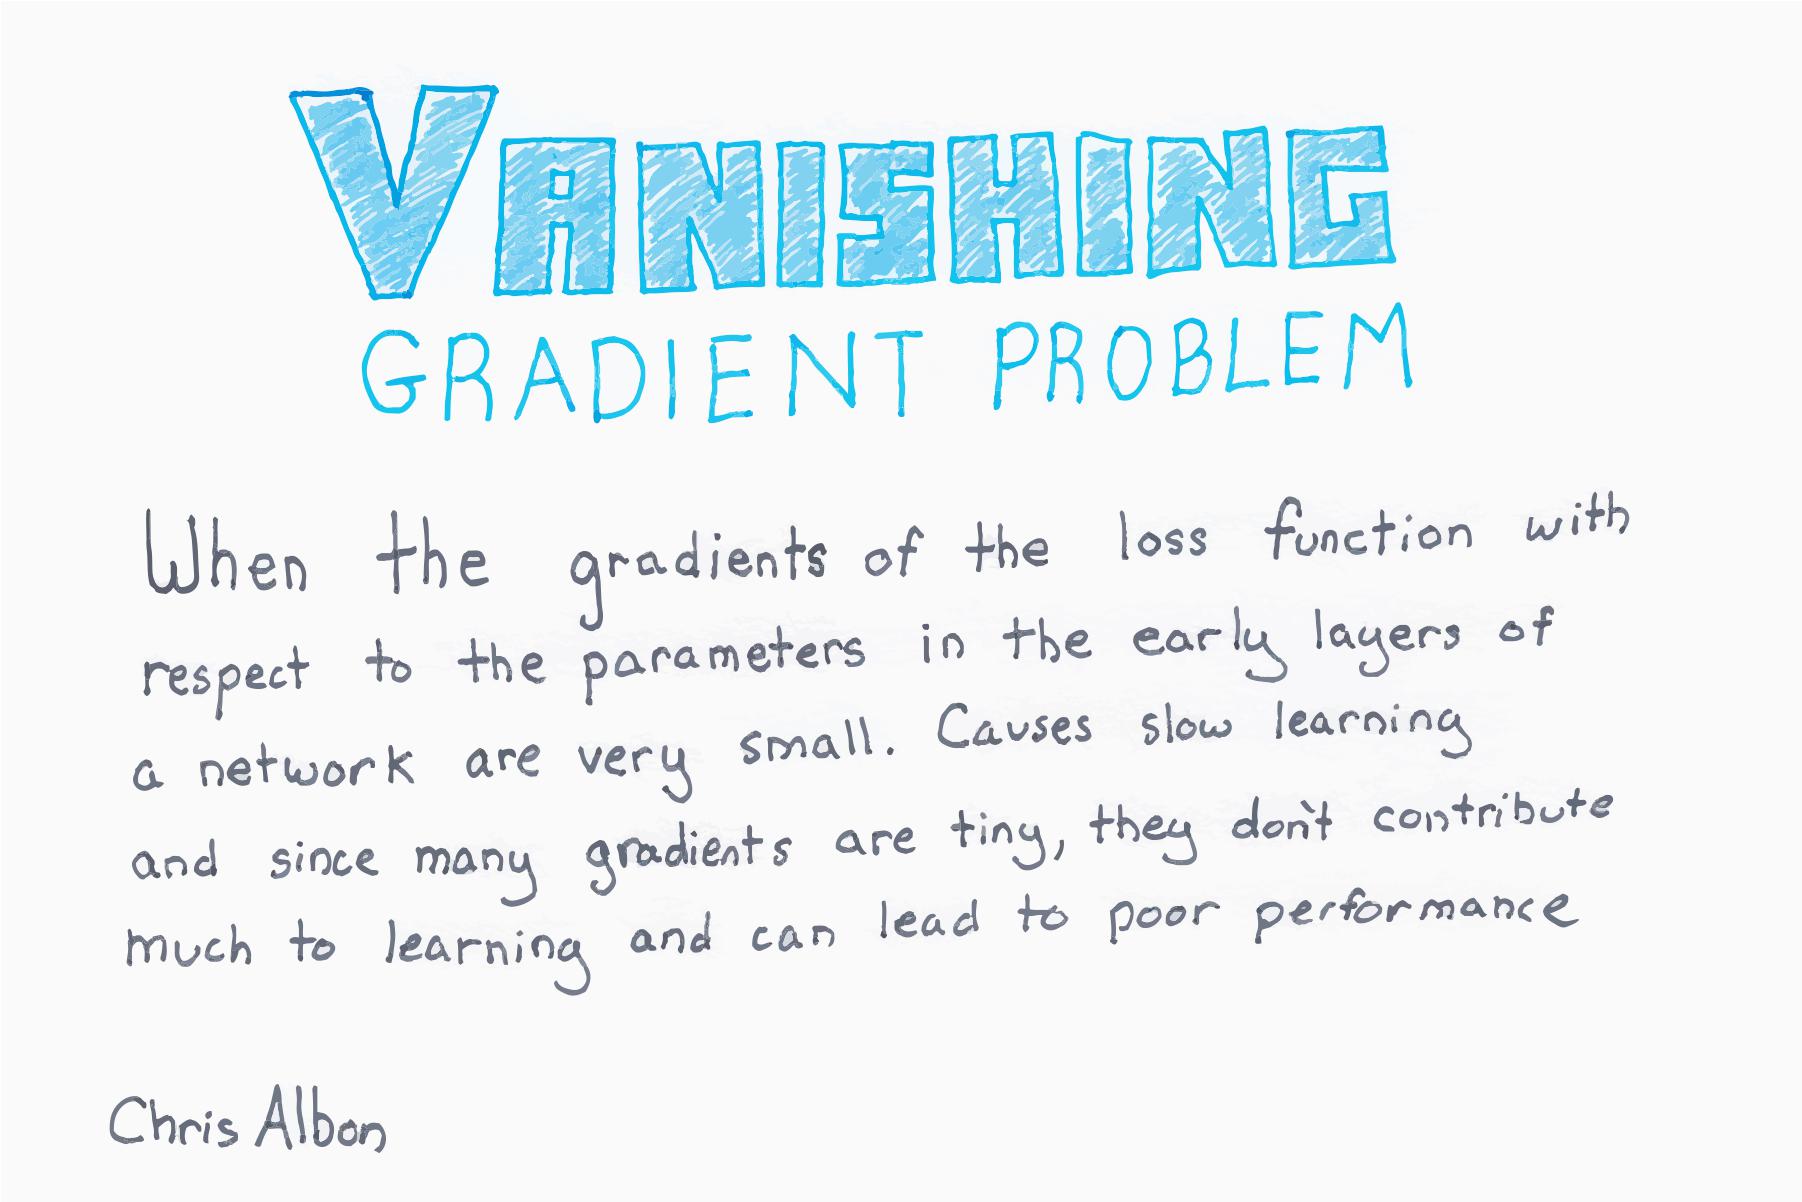 VANISHING
GRADIENT PROBLEM
When the gradients of the loss function with
respect to the parameters in the early layers of
a network are very small. Causes slow learning
and since many gradients are tiny, they don't contribute
much to learning and can lead to poor performance
Chris Albon